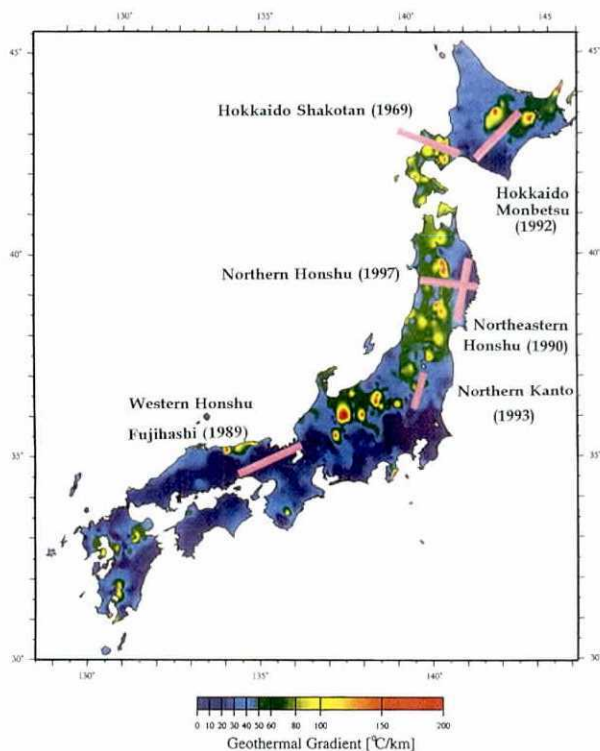 130° 135° 140° 145
45° 45°
Hokkaido Shakotan (1969)
Hokkaido
Monbetsu
(1992)
40° 40°
Northern Honshu (1997)
Northeastern
Honshu (1990)
Western Honshu
Fujihashi (1989)
Northern Kanto
(1993)
35° 35°
30° 30°
130° 135° 140°
0 10 20 30 40 50 60 80 100 150 200
Geothermal Gradient [°C/km]